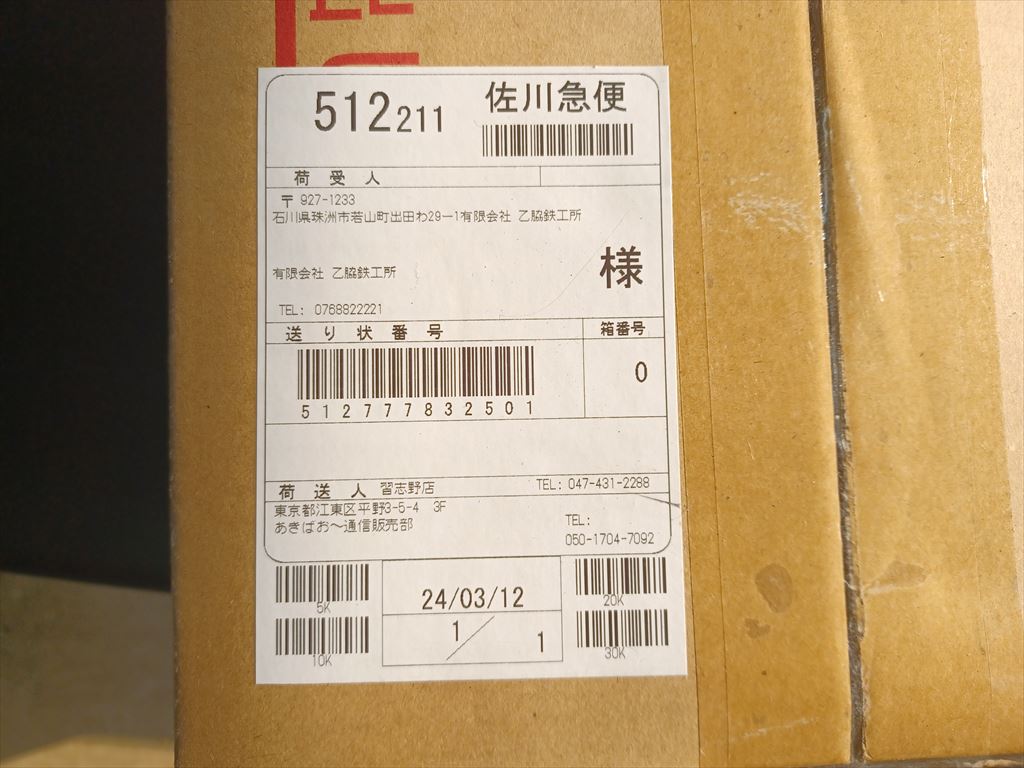 512 211
佐川急便
荷受人
〒 927-1233
石川県珠洲市若山町出田わ29ー1有限会社 乙脇鉄工所
有限会社 乙脇鉄工所
様
TEL: 0768822221
送り状番号
箱番号
512777832501
0
荷送人 習志野店 TEL: 047-431-2288
東京都江東区平野3-5-4 3F
あきばお～通信販売部
TEL:
050-1704-7092
5K
20K
24/03/12
10K
30K
1/1